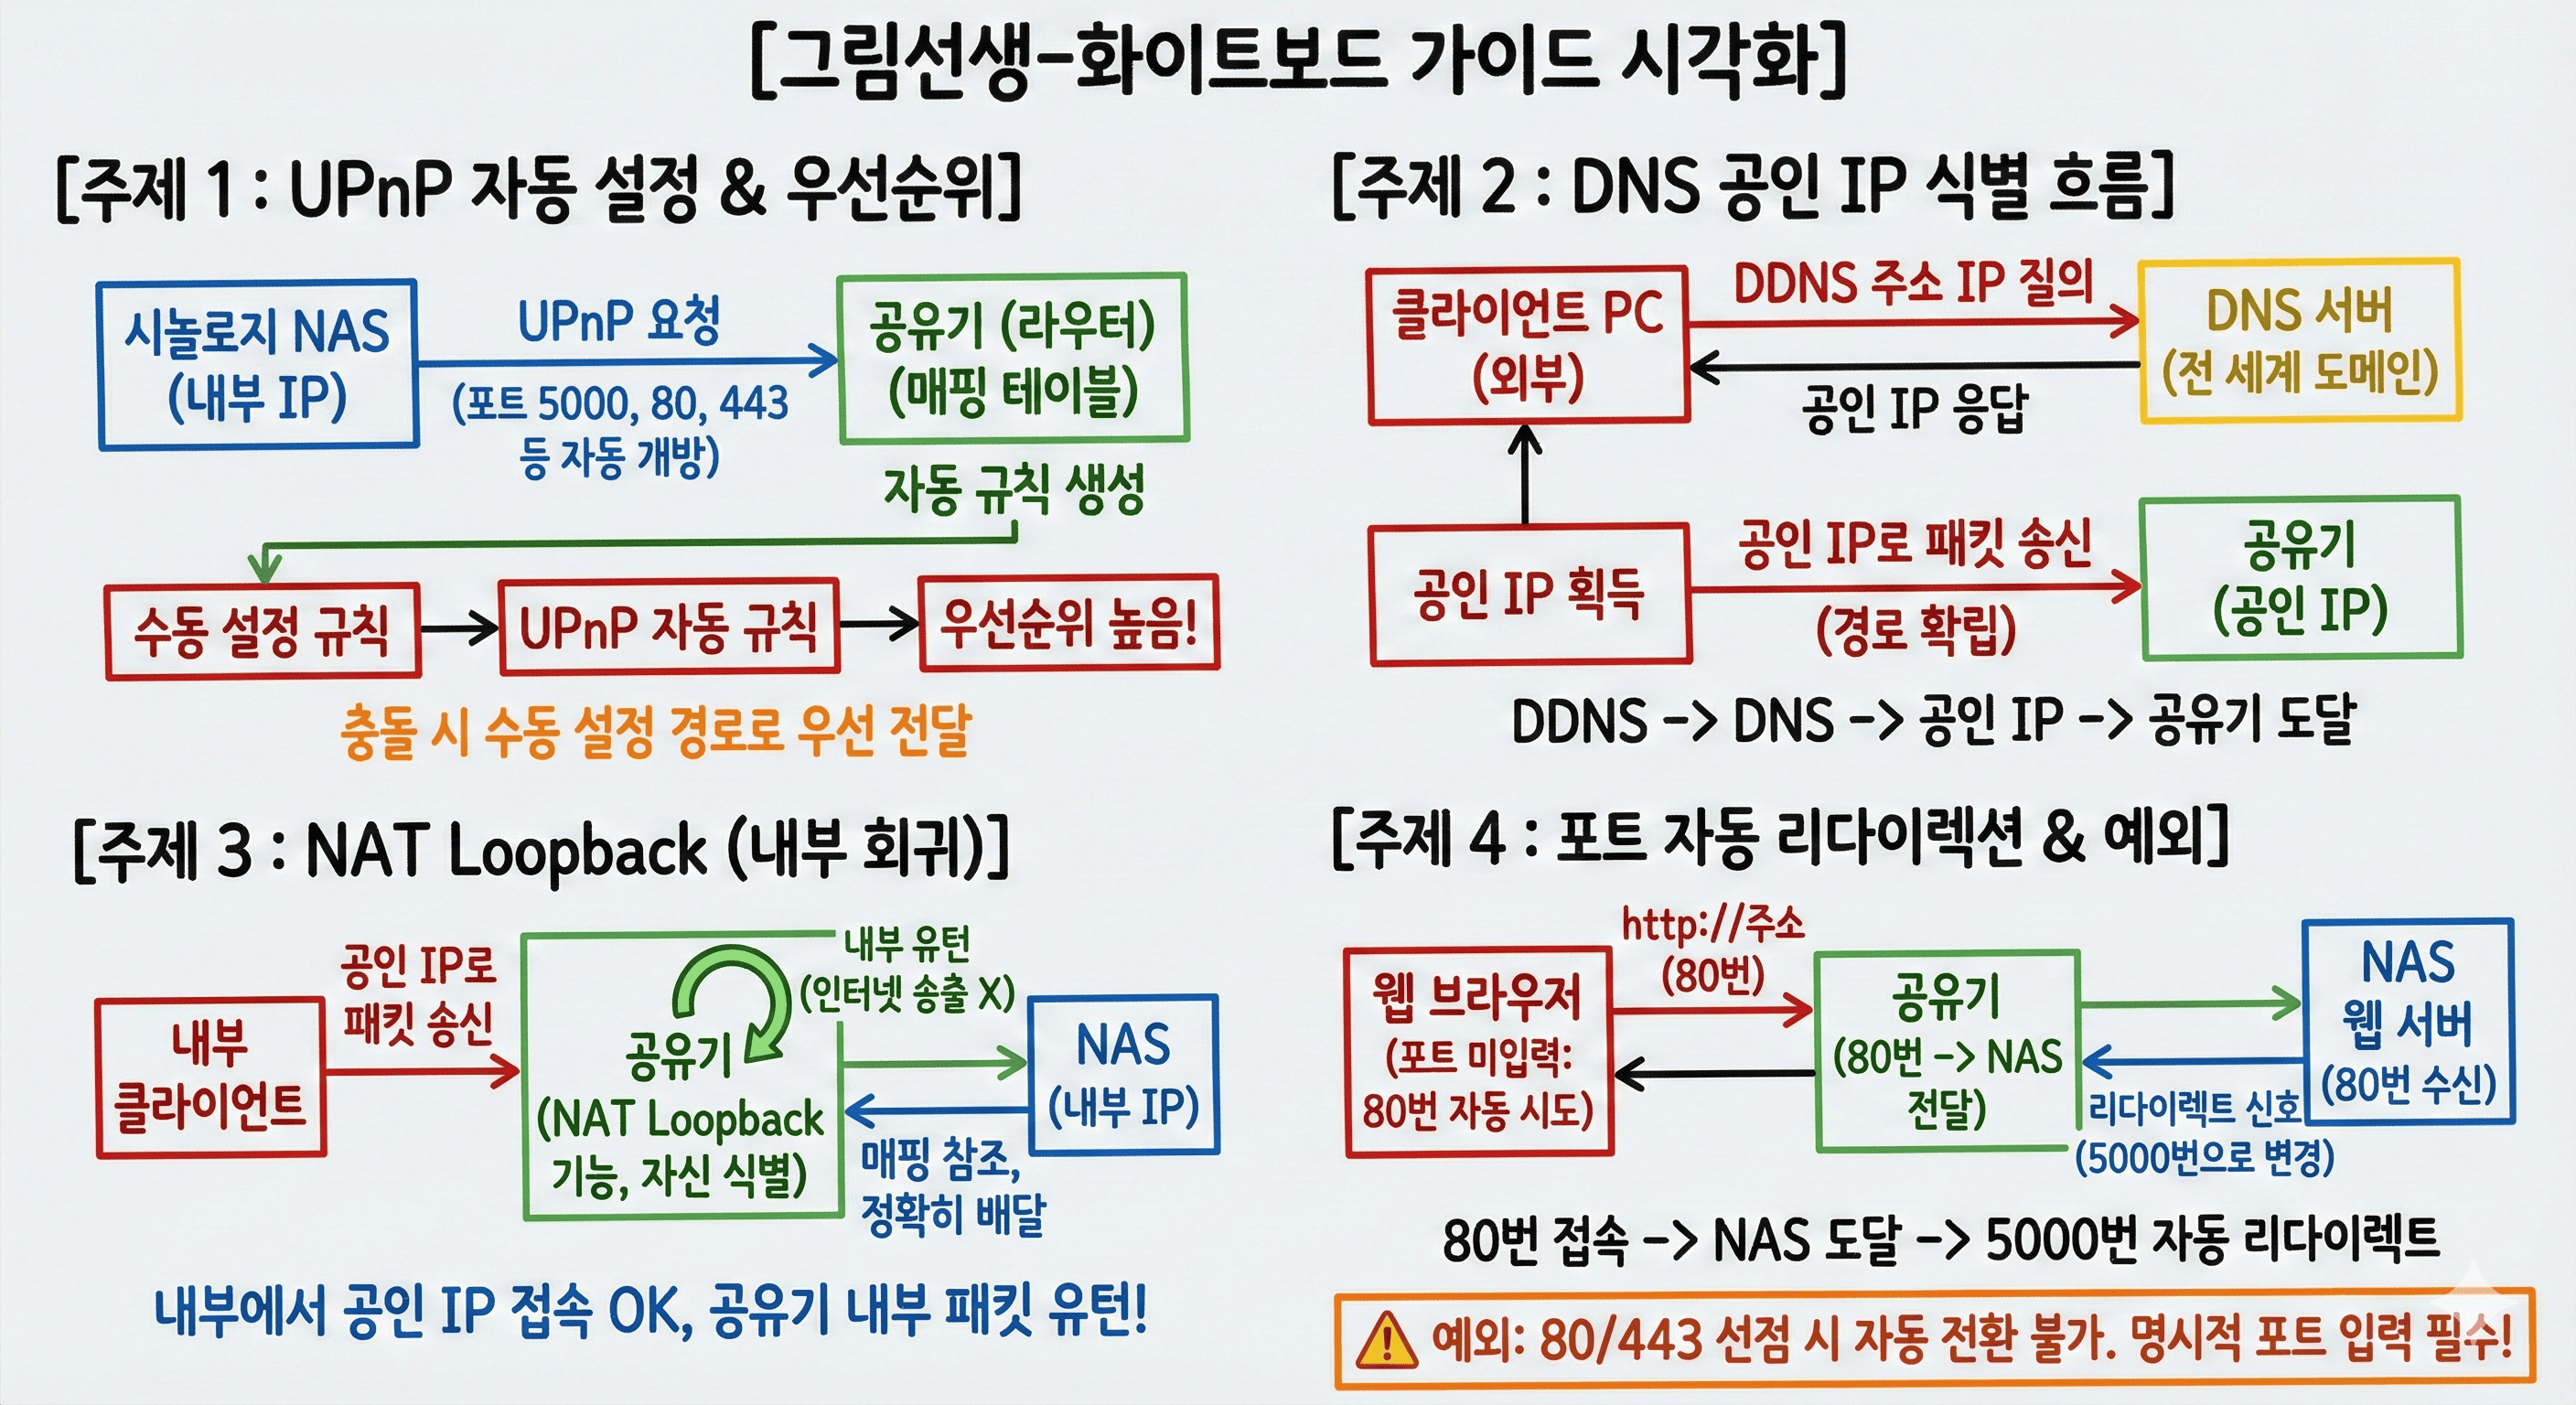 [그림선생-화이트보드 가이드 시각화]
[주제 1 : UPnP 자동 설정 & 우선순위]
시놀로지 NAS
(내부 IP)
UPnP 요청
(포트 5000, 80, 443
등 자동 개방)
공유기 (라우터)
(매핑 테이블)
자동 규칙 생성
수동 설정 규칙
UPnP 자동 규칙
우선순위 높음!
충돌 시 수동 설정 경로로 우선 전달
[주제 2 : DNS 공인 IP 식별 흐름]
클라이언트 PC
(외부)
DDNS 주소 IP 질의
공인 IP 응답
DNS 서버
(전 세계 도메인)
공인 IP 획득
공인 IP로 패킷 송신
(경로 확립)
공유기
(공인 IP)
DDNS -> DNS -> 공인 IP -> 공유기 도달
[주제 3 : NAT Loopback (내부 회귀)]
내부
클라이언트
공인 IP로
패킷 송신
내부 유턴
(인터넷 송출 X)
공유기
(NAT Loopback
기능, 자신 식별)
NAS
(내부 IP)
매핑 참조,
정확히 배달
내부에서 공인 IP 접속 OK, 공유기 내부 패킷 유턴!
[주제 4 : 포트 자동 리다이렉션 & 예외]
웹 브라우저
(포트 미입력:
80번 자동 시도)
http://주소
(80번)
공유기
(80번 -> NAS
전달)
NAS
웹 서버
(80번 수신)
리다이렉트 신호
(5000번으로 변경)
80번 접속 -> NAS 도달 -> 5000번 자동 리다이렉트
예외: 80/443 선점 시 자동 전환 불가. 명시적 포트 입력 필수!